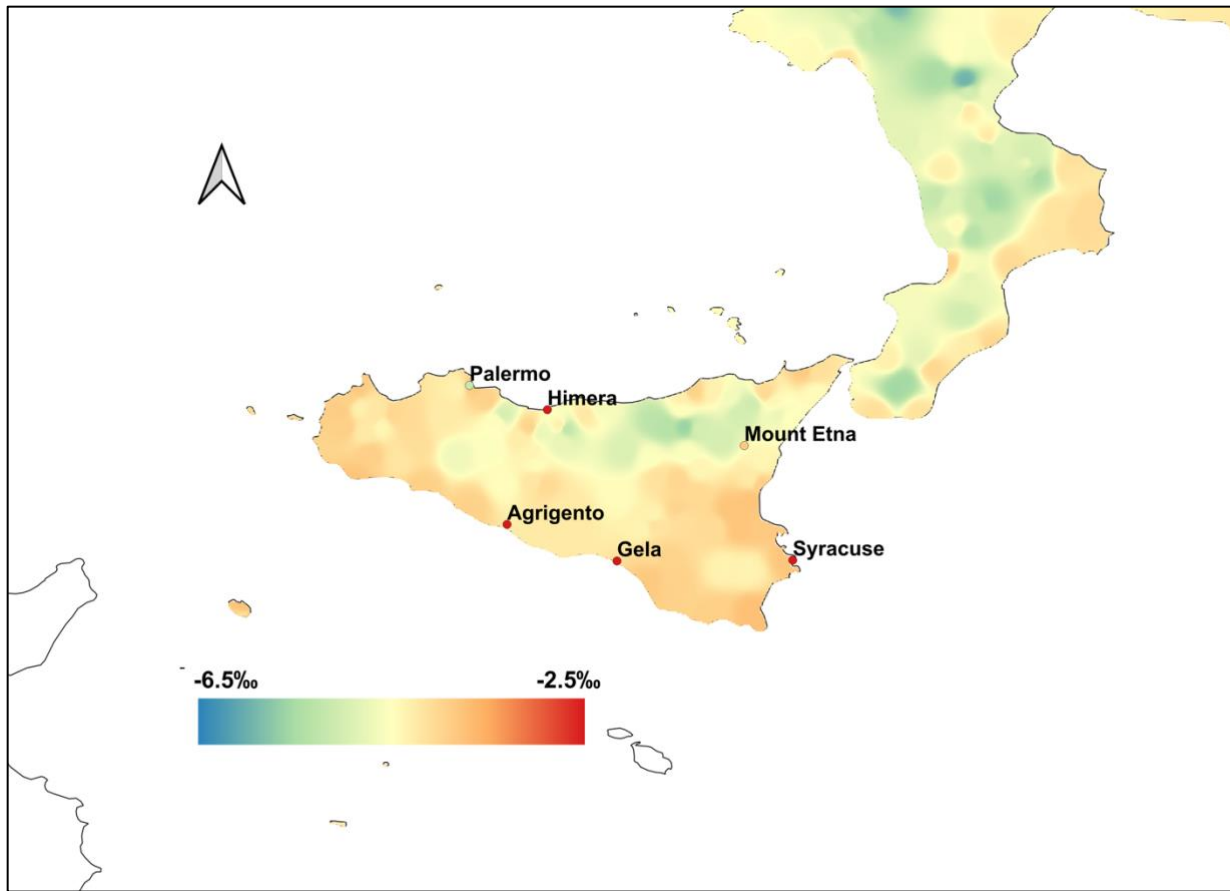 Palermo
Himera
Mount Etna
Agrigento
Gela
Syracuse
-6.5‰
-2.5‰